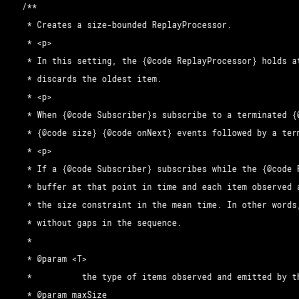 /**
* Creates a size-bounded ReplayProcessor.
* <p>
* In this setting, the {@code ReplayProcessor} holds at
* discards the oldest item.
* <p>
* When {@code Subscriber}s subscribe to a terminated {@
* {@code size} {@code onNext} events followed by a term
* <p>
* If a {@code Subscriber} subscribes while the {@code R
* buffer at that point in time and each item observed a
* the size constraint in the mean time. In other words,
* without gaps in the sequence.
*
* @param <T>
* the type of items observed and emitted by th
* @param maxSize